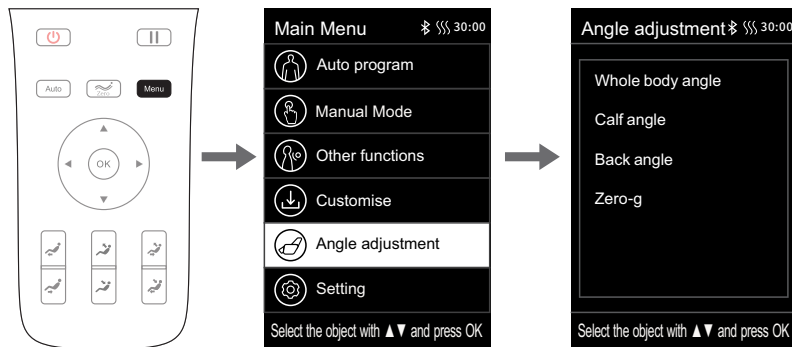 Auto
Zero
Menu
OK
Main Menu 30:00
Auto program
Manual Mode
Other functions
Customise
Angle adjustment
Setting
Select the object with ▲▼ and press OK
Angle adjustment 30:00
Whole body angle
Calf angle
Back angle
Zero-g
Select the object with ▲▼ and press OK